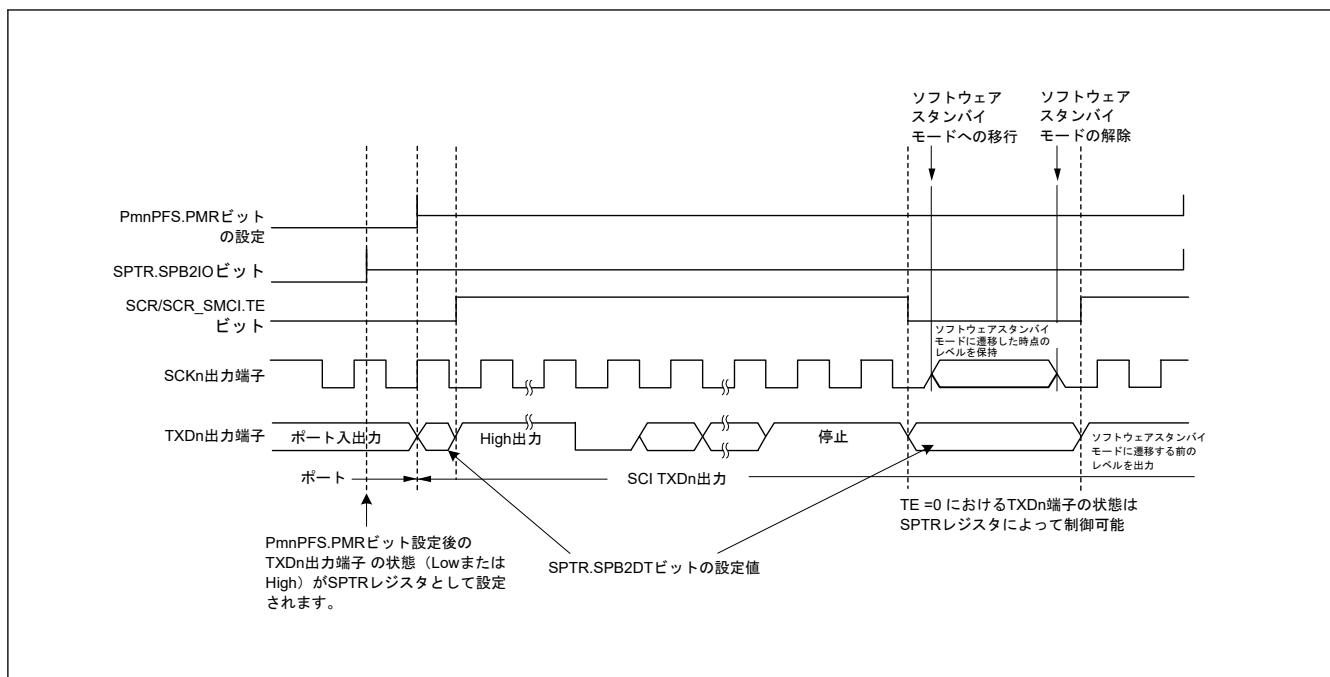 ソフトウェア
スタンバイ
モードへの移行
ソフトウェア
スタンバイ
モードの解除
PmnPFS.PMRビット
の設定
SPTR.SPB2IOビット
SCR/SCR_SMCI.TE
ビット
ソフトウェアスタンバイ
モードに遷移した時点の
レベルを保持
SCKn出力端子
TXDn出力端子
ポート入出力
High出力
停止
ソフトウェアスタンバイ
モードに遷移する前の
レベルを出力
ポート
SCI TXDn出力
TE =0 におけるTXDn端子の状態は
SPTRレジスタによって制御可能
PmnPFS.PMRビット設定後の
TXDn出力端子 の状態（Lowまたは
High）がSPTRレジスタとして設定
されます。
SPTR.SPB2DTビットの設定値